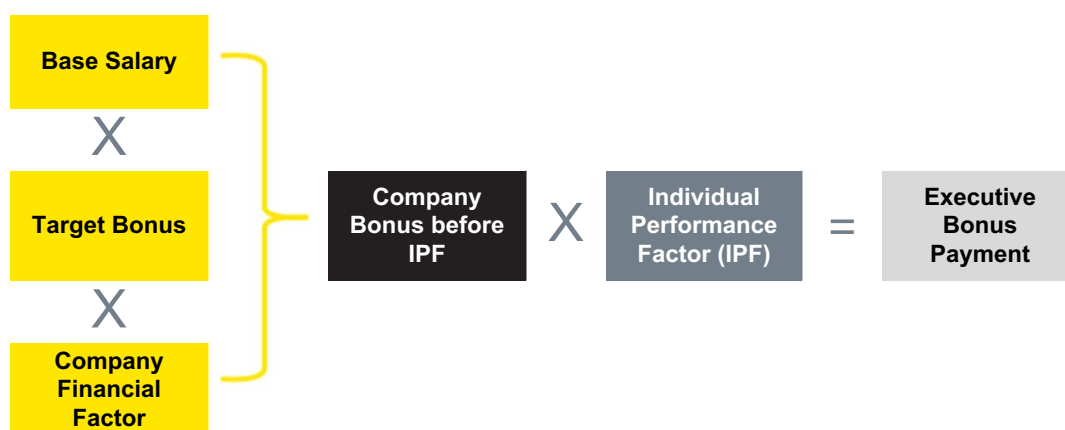 Base Salary
X
Target Bonus
X
Company
Financial
Factor
Company
Bonus before
IPF
X
Individual
Performance
Factor (IPF)
=
Executive
Bonus
Payment